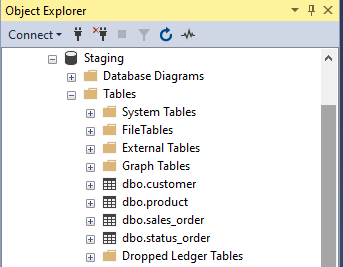 Object Explorer
Connect
Staging
Database Diagrams
Tables
System Tables
FileTables
External Tables
Graph Tables
dbo.customer
dbo.product
dbo.sales_order
dbo.status_order
Dropped Ledger Tables